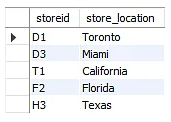 storeid store_location
D1 Toronto
D3 Miami
T1 California
F2 Florida
H3 Texas